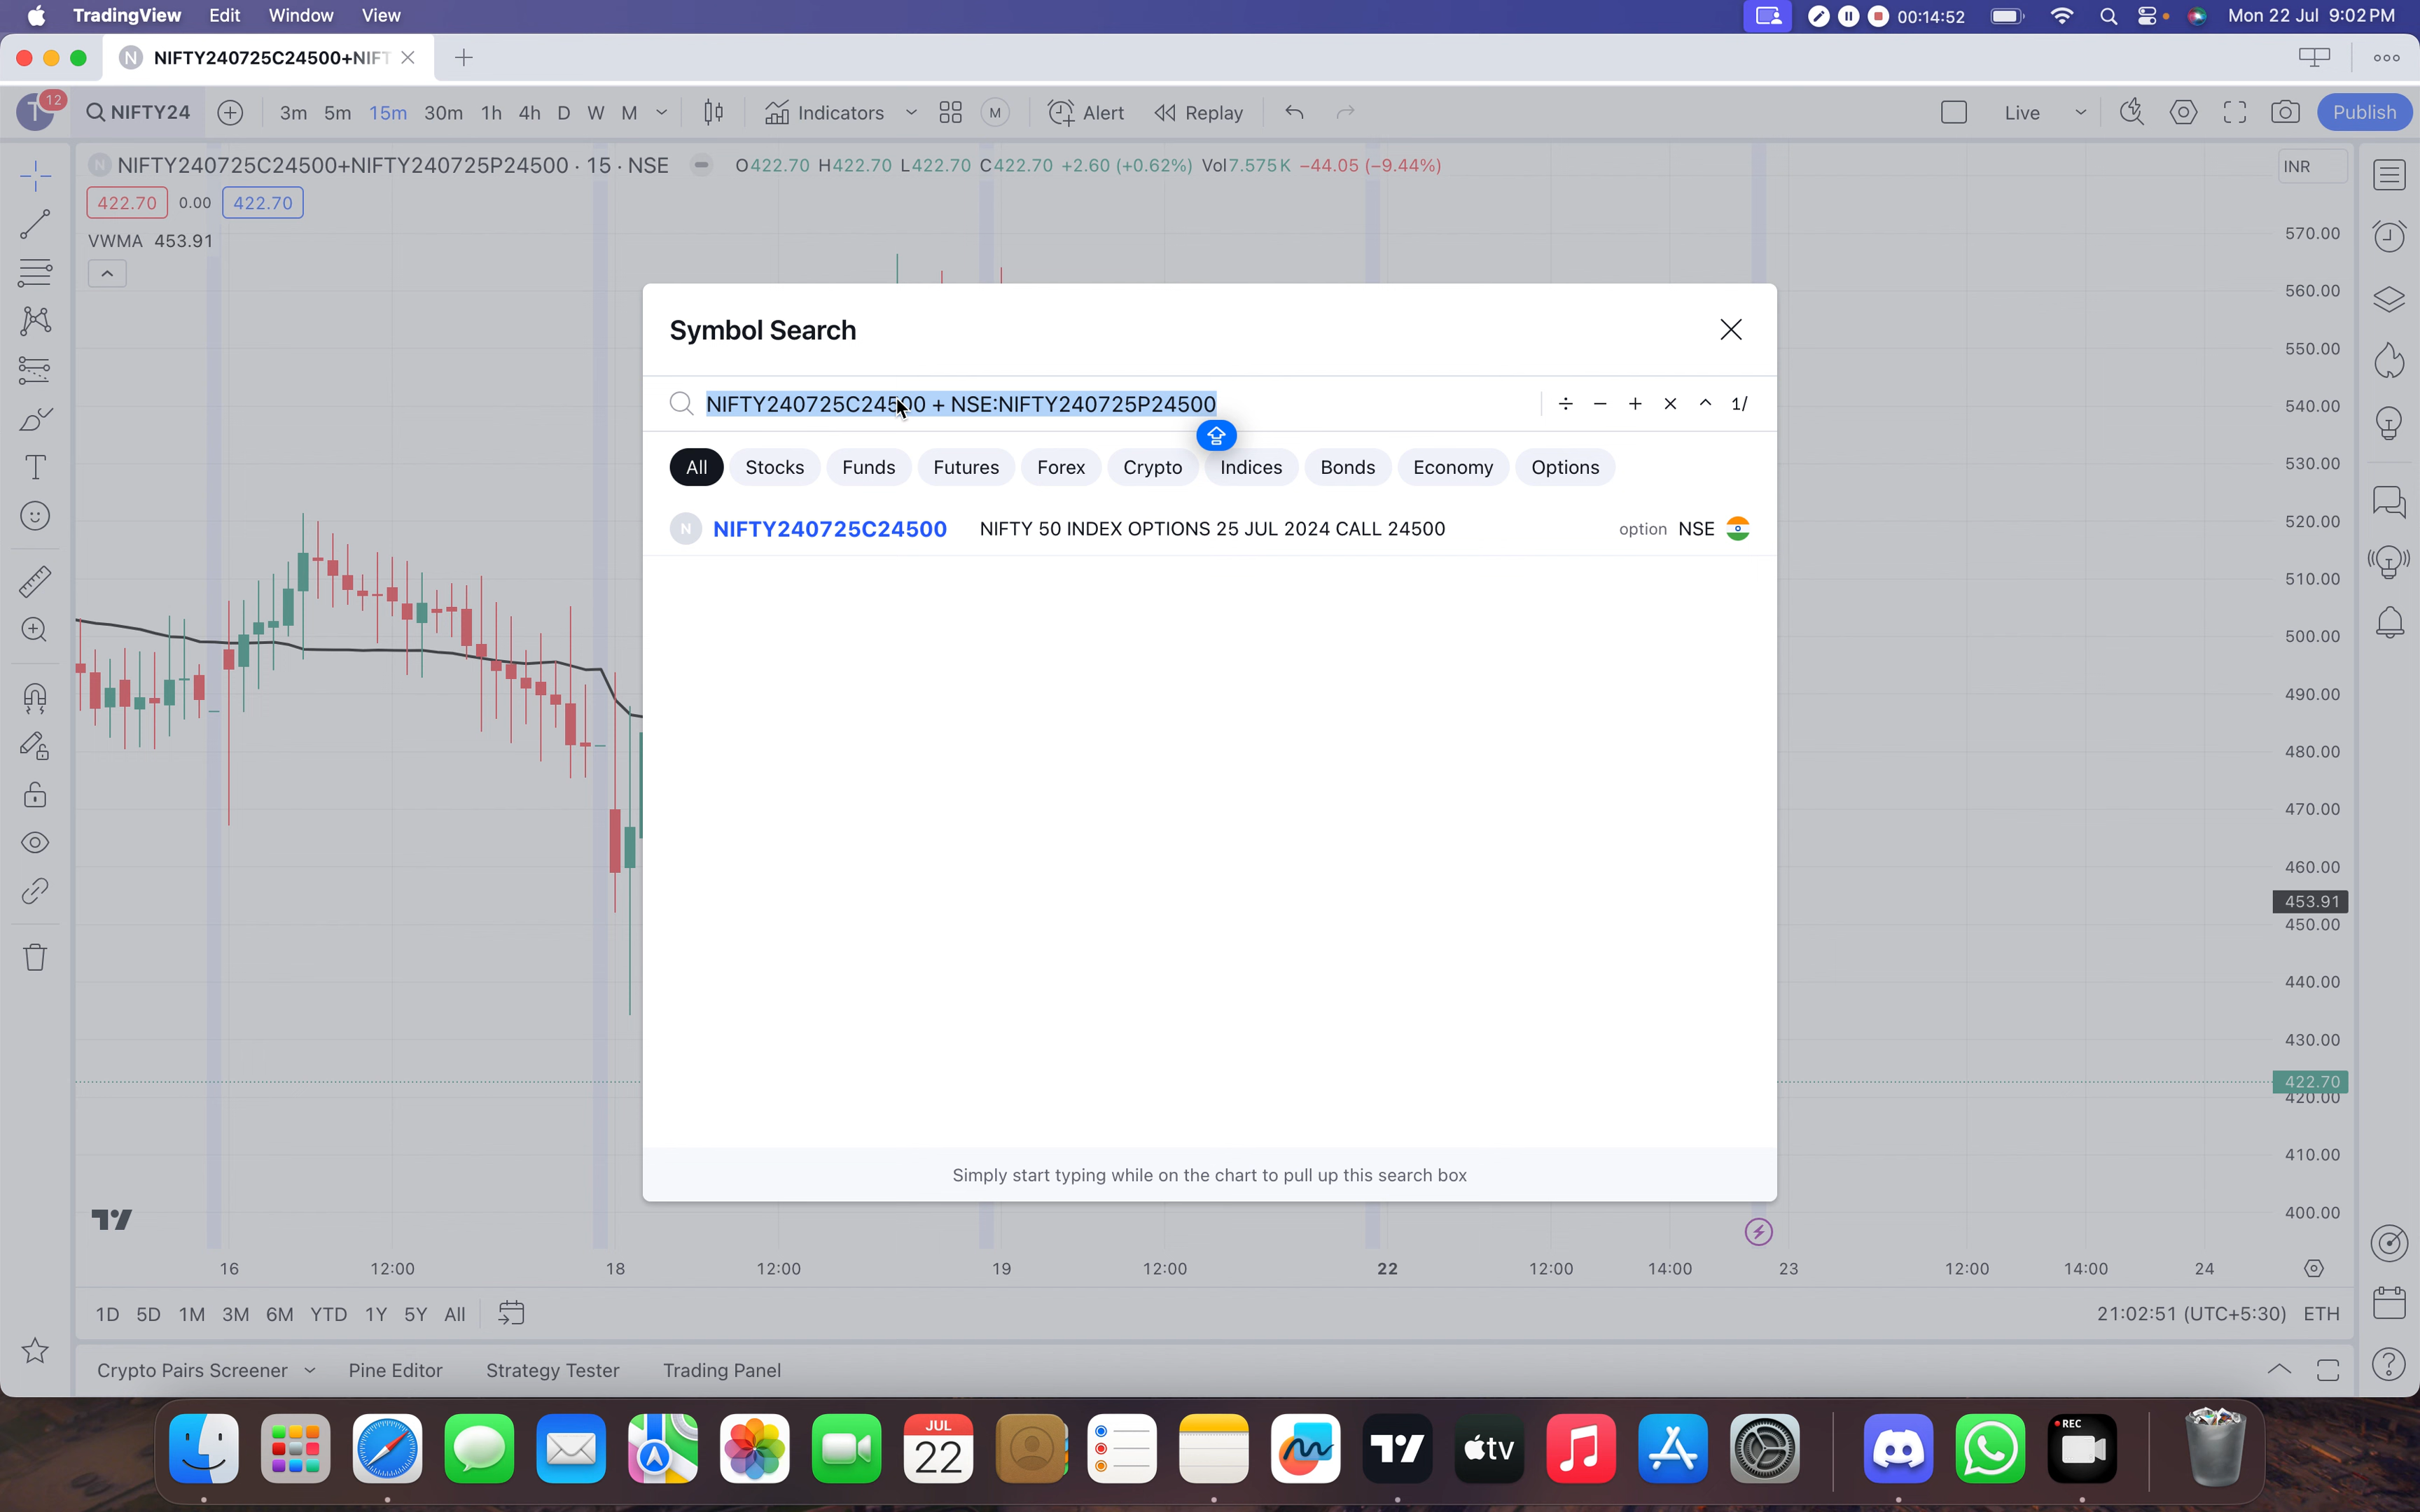 TradingView Edit Window View 00:14:52 Mon 22 Jul 9:02 PM
N NIFTY240725C24500+NIFT
T 12 NIFTY24 3m 5m 15m 30m 1h 4h D W M Indicators M Alert Replay Live Publish
N NIFTY240725C24500+NIFTY240725P24500 · 15 · NSE O422.70 H422.70 L422.70 C422.70 +2.60 (+0.62%) Vol7.575K −44.05 (−9.44%) INR
422.70 0.00 422.70
VWMA 453.91
570.00
560.00
550.00
540.00
530.00
520.00
510.00
500.00
490.00
480.00
470.00
460.00
453.91
450.00
440.00
430.00
422.70
420.00
410.00
400.00
Symbol Search
NIFTY240725C24500 + NSE:NIFTY240725P24500 ÷ − + × ^ 1/
All Stocks Funds Futures Forex Crypto Indices Bonds Economy Options
N NIFTY240725C24500 NIFTY 50 INDEX OPTIONS 25 JUL 2024 CALL 24500 option NSE
Simply start typing while on the chart to pull up this search box
16 12:00 18 12:00 19 12:00 22 12:00 14:00 23 12:00 14:00 24
1D 5D 1M 3M 6M YTD 1Y 5Y All 21:02:51 (UTC+5:30) ETH
Crypto Pairs Screener Pine Editor Strategy Tester Trading Panel
JUL
22
tv
REC